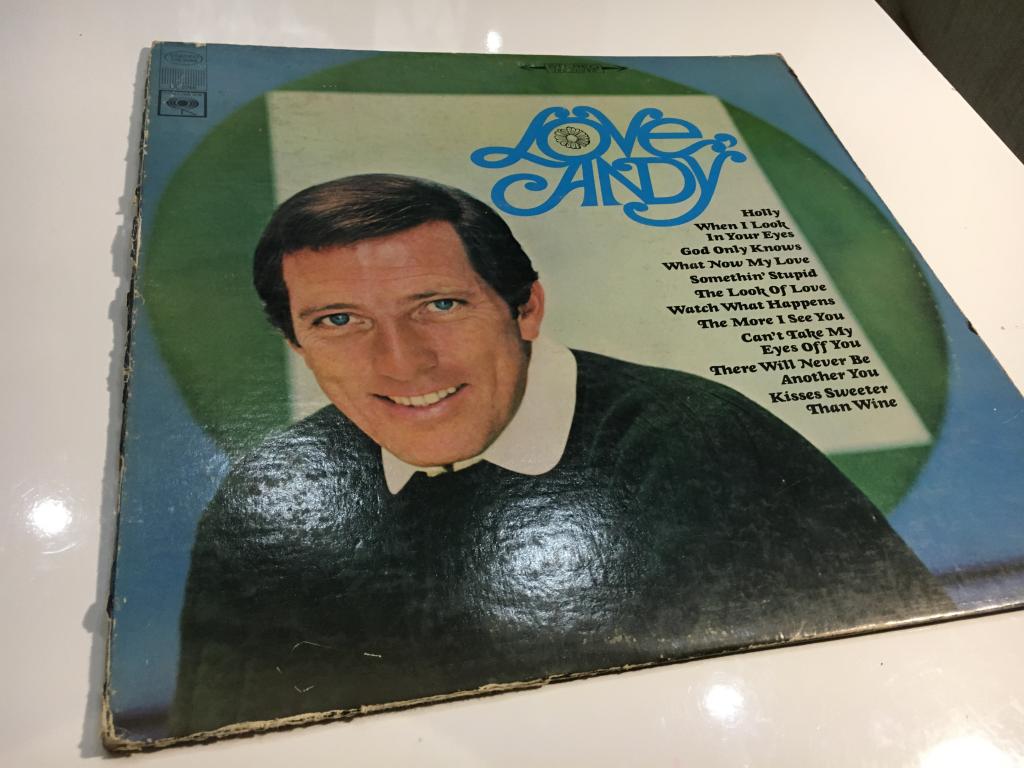 STEREO
LOVE,
ANDY
Holly
When I Look
In Your Eyes
God Only Knows
What Now My Love
Somethin' Stupid
The Look Of Love
Watch What Happens
The More I See You
Can't Take My
Eyes Off You
There Will Never Be
Another You
Kisses Sweeter
Than Wine